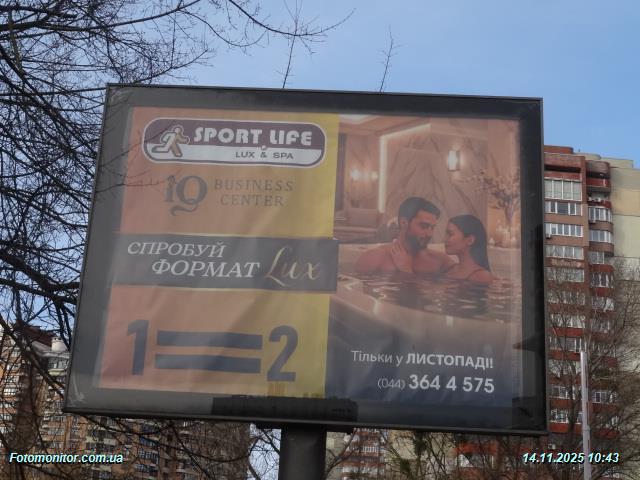 SPORT LIFE
LUX & SPA
IQ BUSINESS
CENTER
СПРОБУЙ
ФОРМАТ Lux
1=2
Тільки у ЛИСТОПАДІ!
(044) 364 4 575
Fotomonitor.com.ua
14.11.2025 10:43